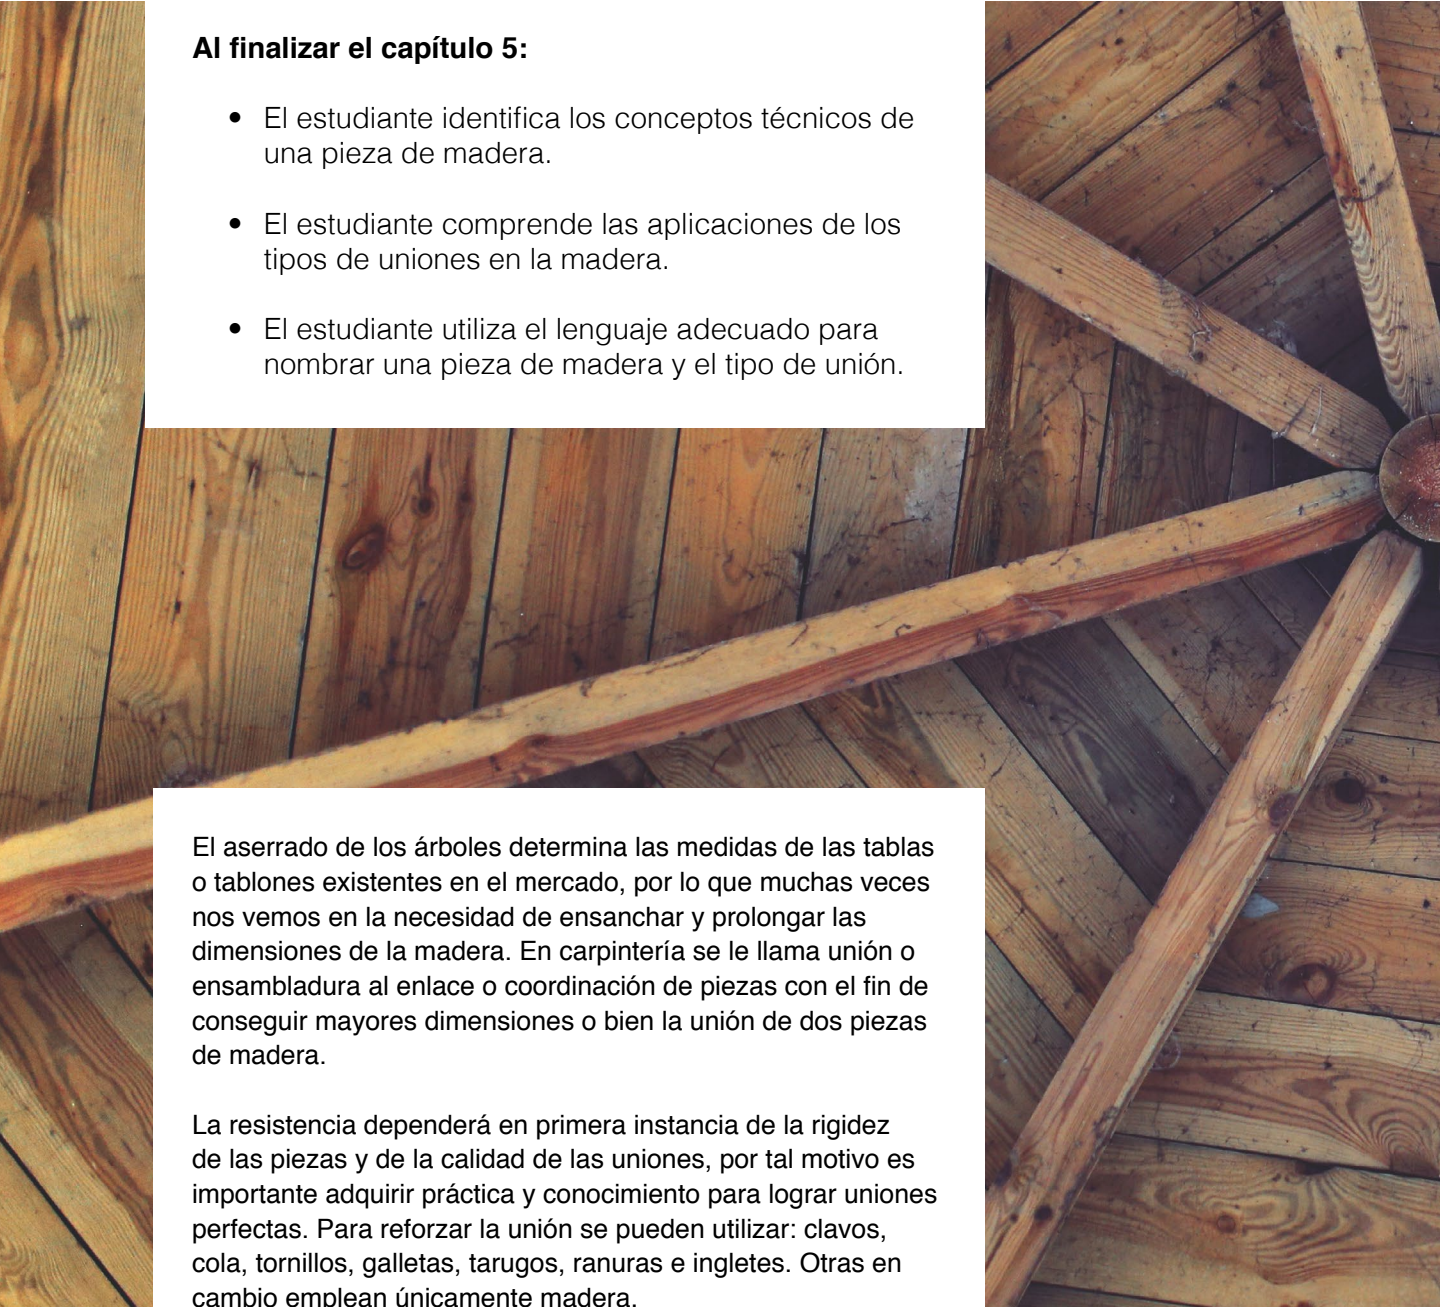 Al finalizar el capítulo 5:
• El estudiante identifica los conceptos técnicos de
una pieza de madera.
• El estudiante comprende las aplicaciones de los
tipos de uniones en la madera.
• El estudiante utiliza el lenguaje adecuado para
nombrar una pieza de madera y el tipo de unión.
El aserrado de los árboles determina las medidas de las tablas
o tablones existentes en el mercado, por lo que muchas veces
nos vemos en la necesidad de ensanchar y prolongar las
dimensiones de la madera. En carpintería se le llama unión o
ensambladura al enlace o coordinación de piezas con el fin de
conseguir mayores dimensiones o bien la unión de dos piezas
de madera.
La resistencia dependerá en primera instancia de la rigidez
de las piezas y de la calidad de las uniones, por tal motivo es
importante adquirir práctica y conocimiento para lograr uniones
perfectas. Para reforzar la unión se pueden utilizar: clavos,
cola, tornillos, galletas, tarugos, ranuras e ingletes. Otras en
cambio emplean únicamente madera.